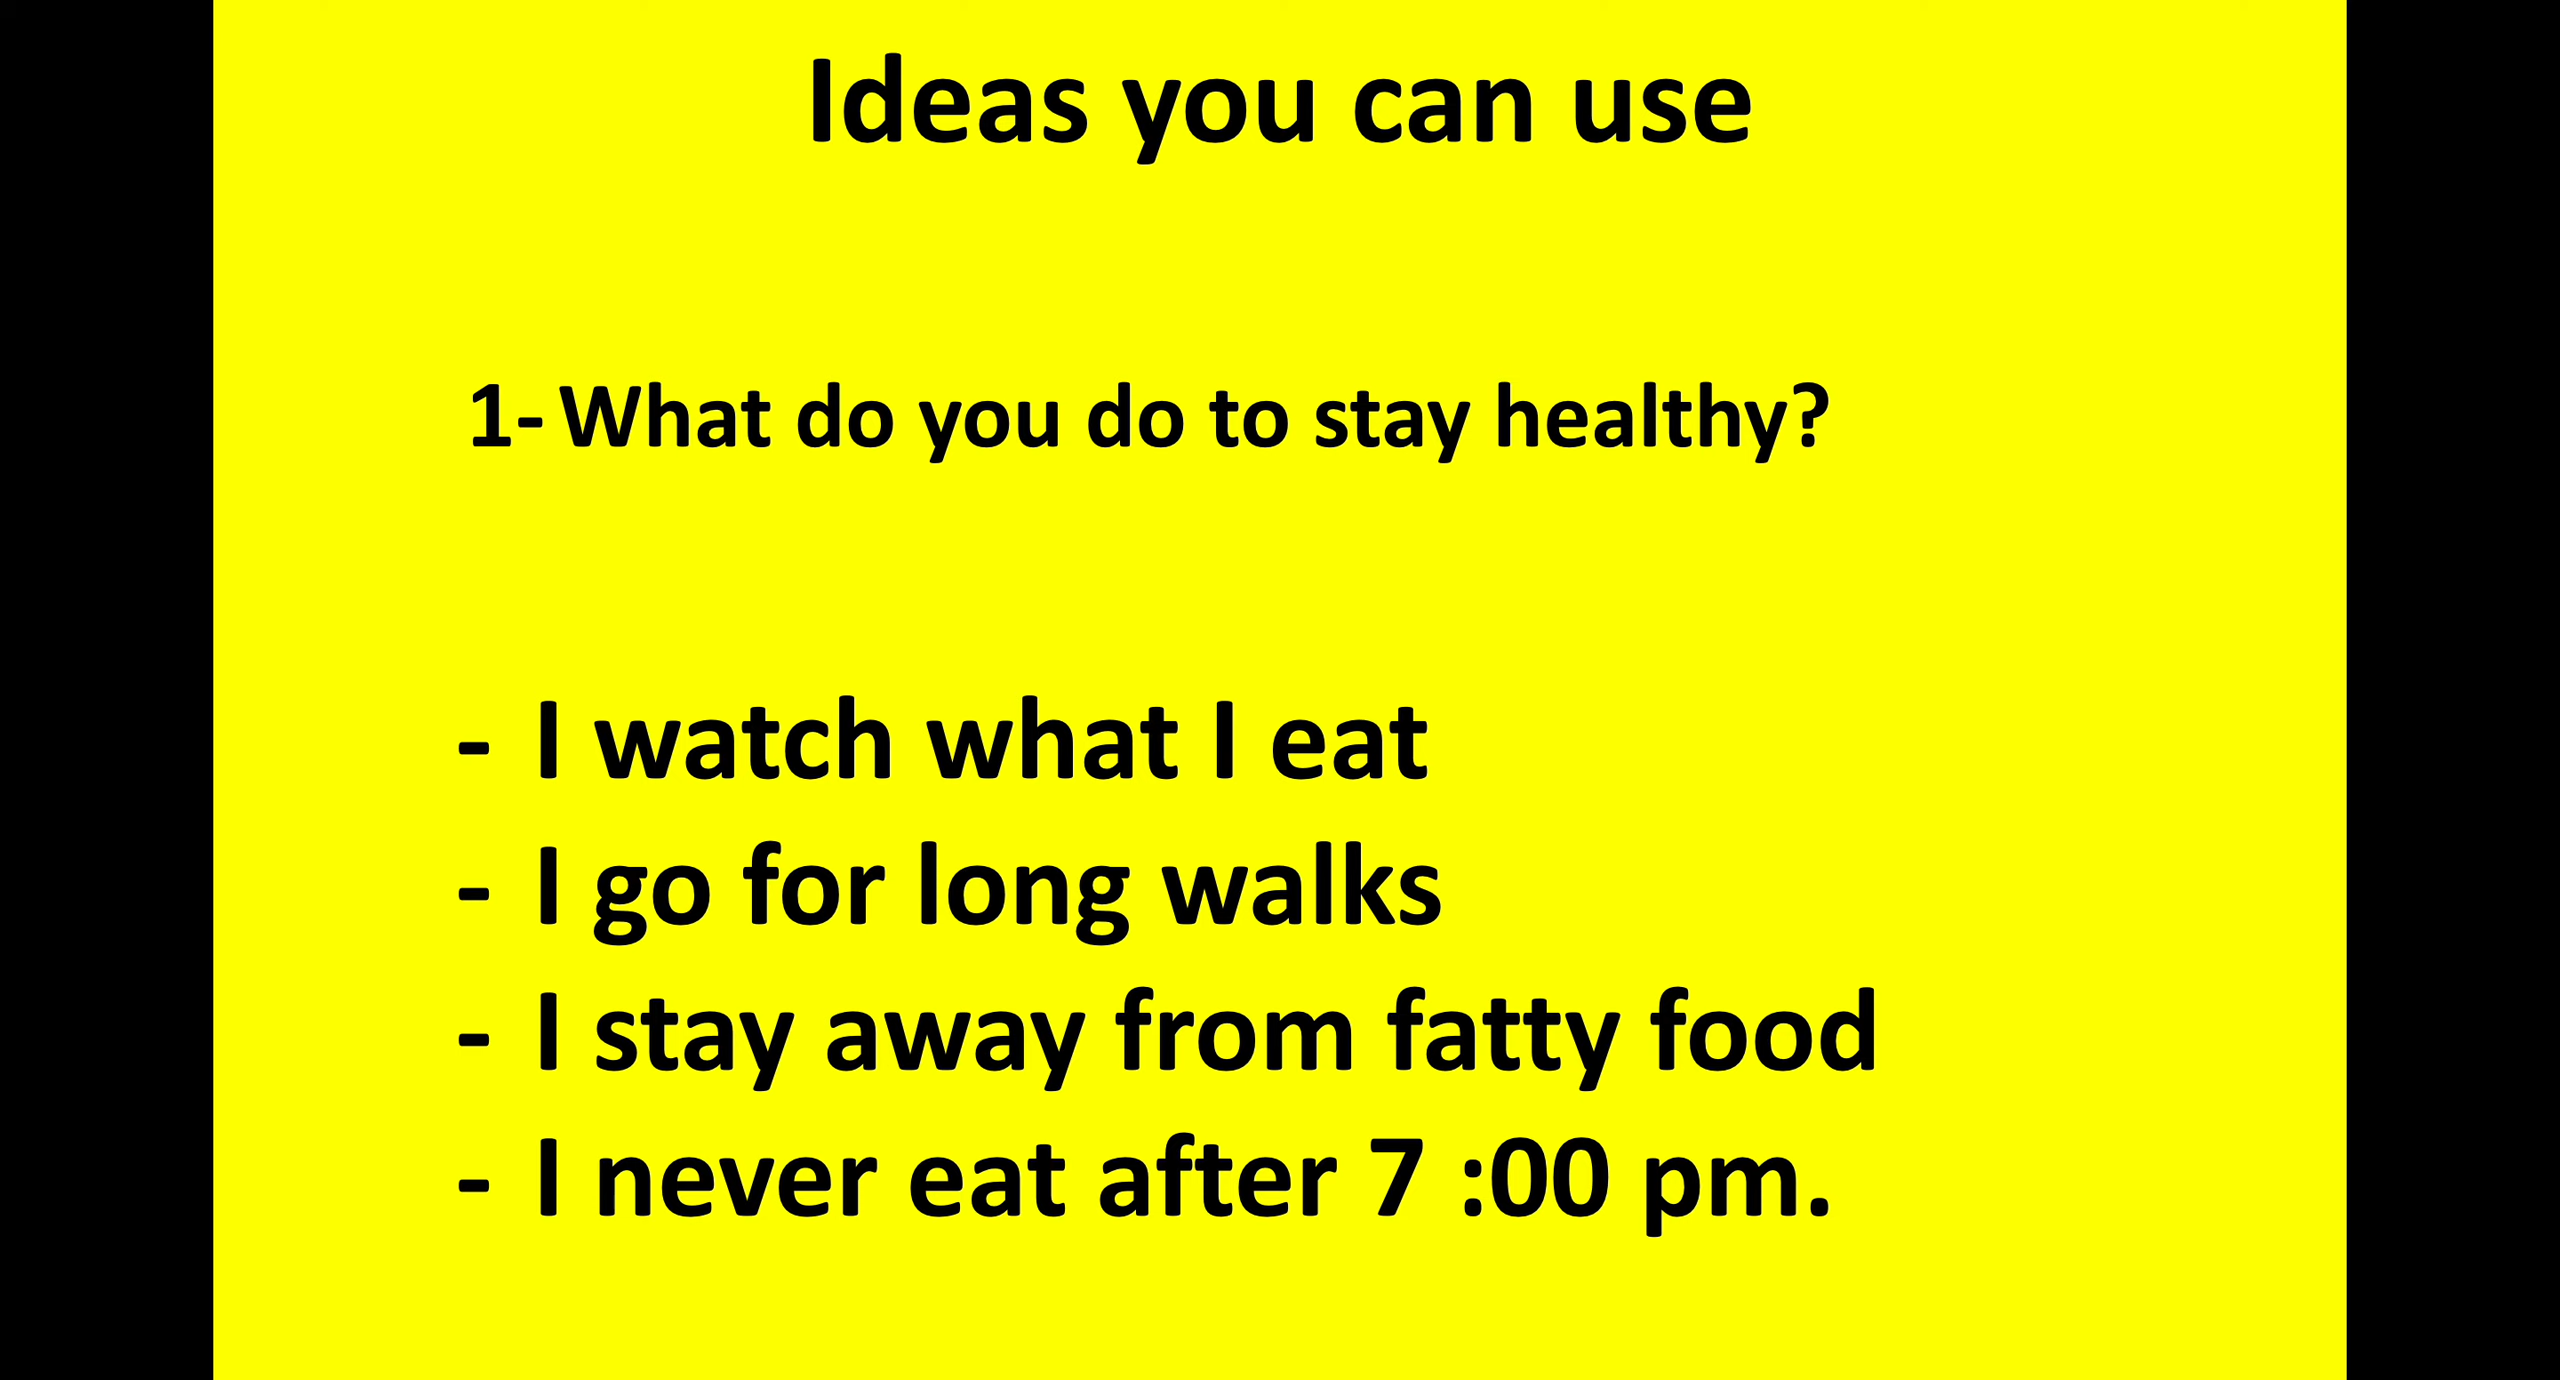 Ideas you can use
1- What do you do to stay healthy?
- I watch what I eat
- I go for long walks
- I stay away from fatty food
- I never eat after 7 :00 pm.